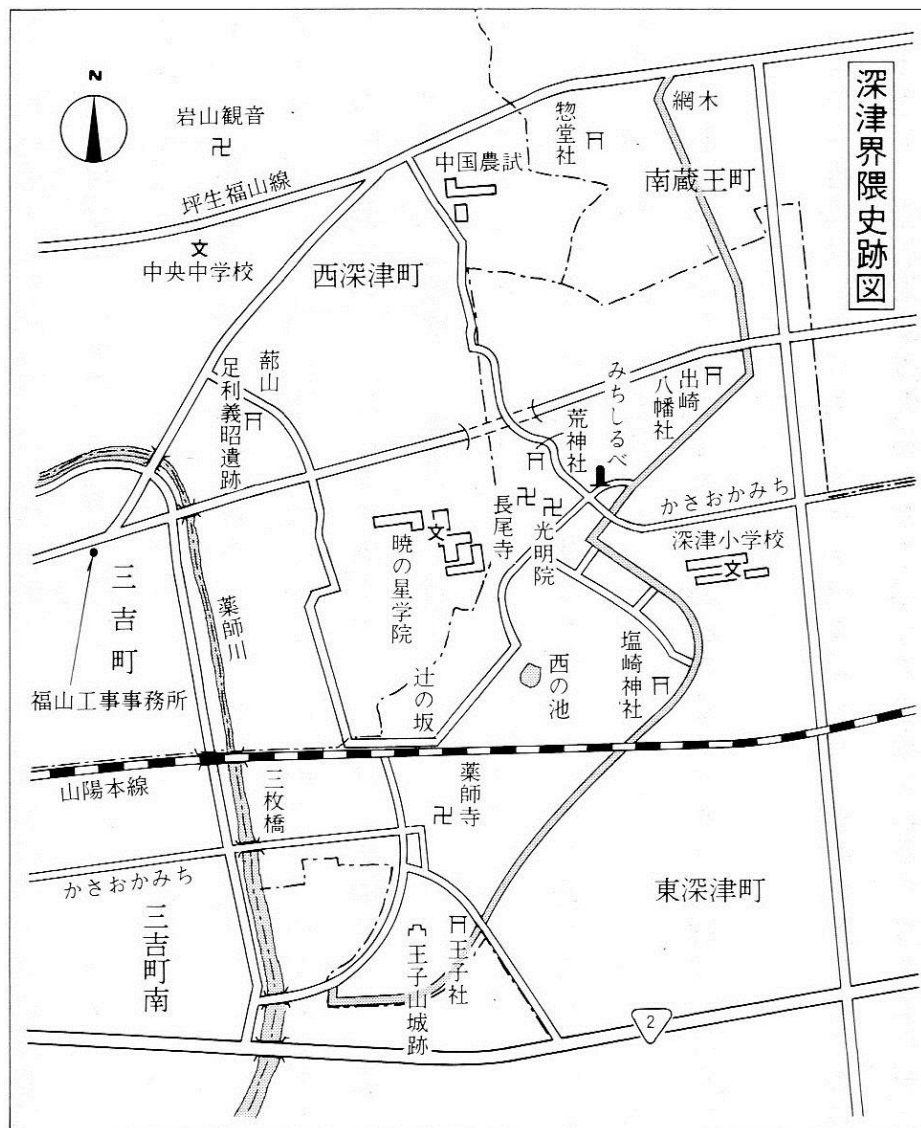 深津界隈史跡図
N
岩山観音
坪生福山線
中央中学校
西深津町
中国農試
惣堂社
網木
南蔵王町
蔀山
足利義昭遺跡
みちしるべ
出崎
八幡社
荒神社
長尾寺
光明院
かさおかみち
深津小学校
暁の星学院
三吉町
薬師川
福山工事事務所
辻の坂
西の池
塩崎神社
山陽本線
三枚橋
薬師寺
かさおかみち
三吉町南
東深津町
王子社
王子山城跡
2
文
文
文